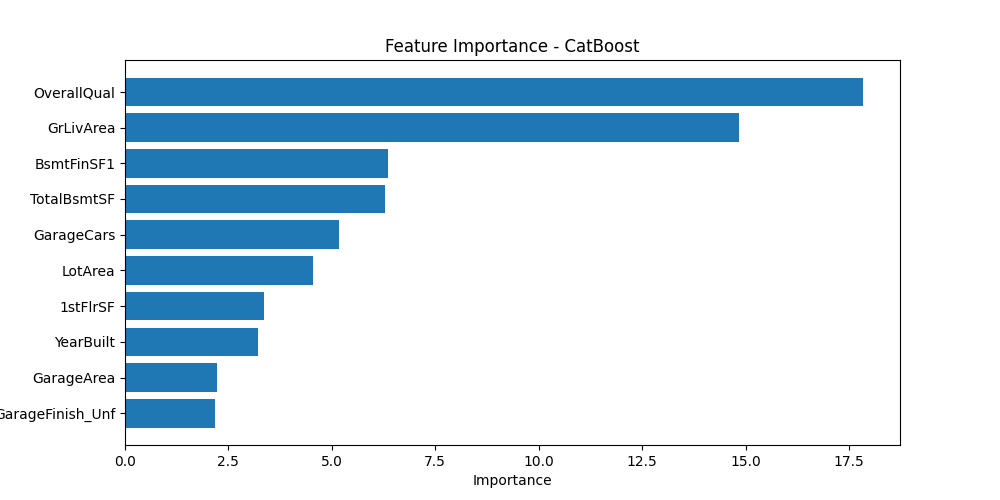 Feature Importance - CatBoost
OverallQual
GrLivArea
BsmtFinSF1
TotalBsmtSF
GarageCars
LotArea
1stFlrSF
YearBuilt
GarageArea
GarageFinish_Unf
0.0 2.5 5.0 7.5 10.0 12.5 15.0 17.5
Importance